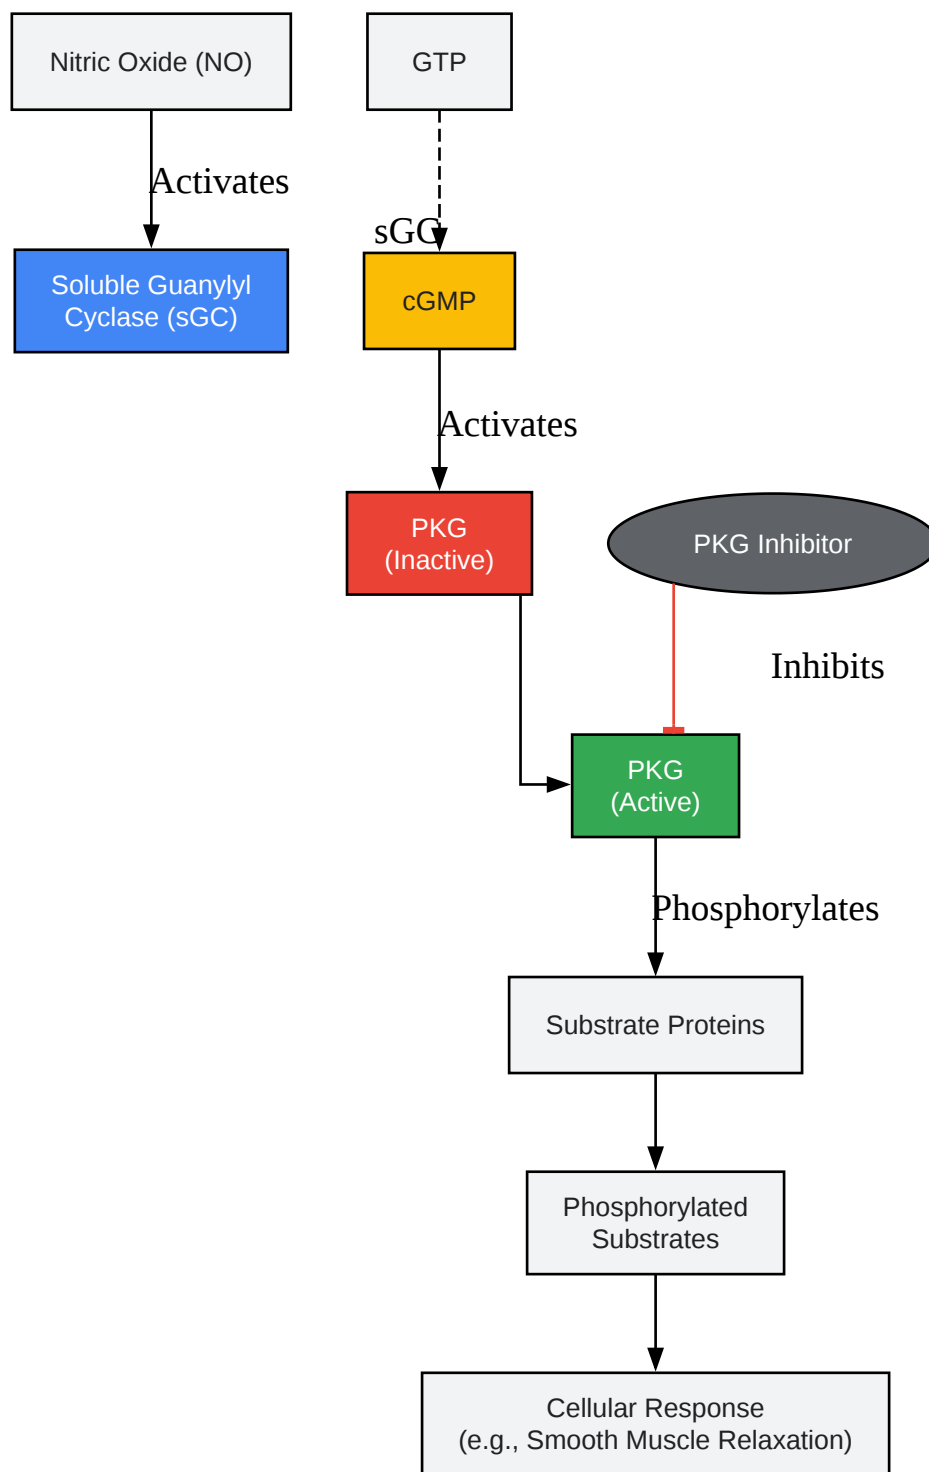 Nitric Oxide (NO)
GTP
Activates
sGC
Soluble Guanylyl
Cyclase (sGC)
cGMP
Activates
PKG
(Inactive)
PKG Inhibitor
Inhibits
PKG
(Active)
Phosphorylates
Substrate Proteins
Phosphorylated
Substrates
Cellular Response
(e.g., Smooth Muscle Relaxation)